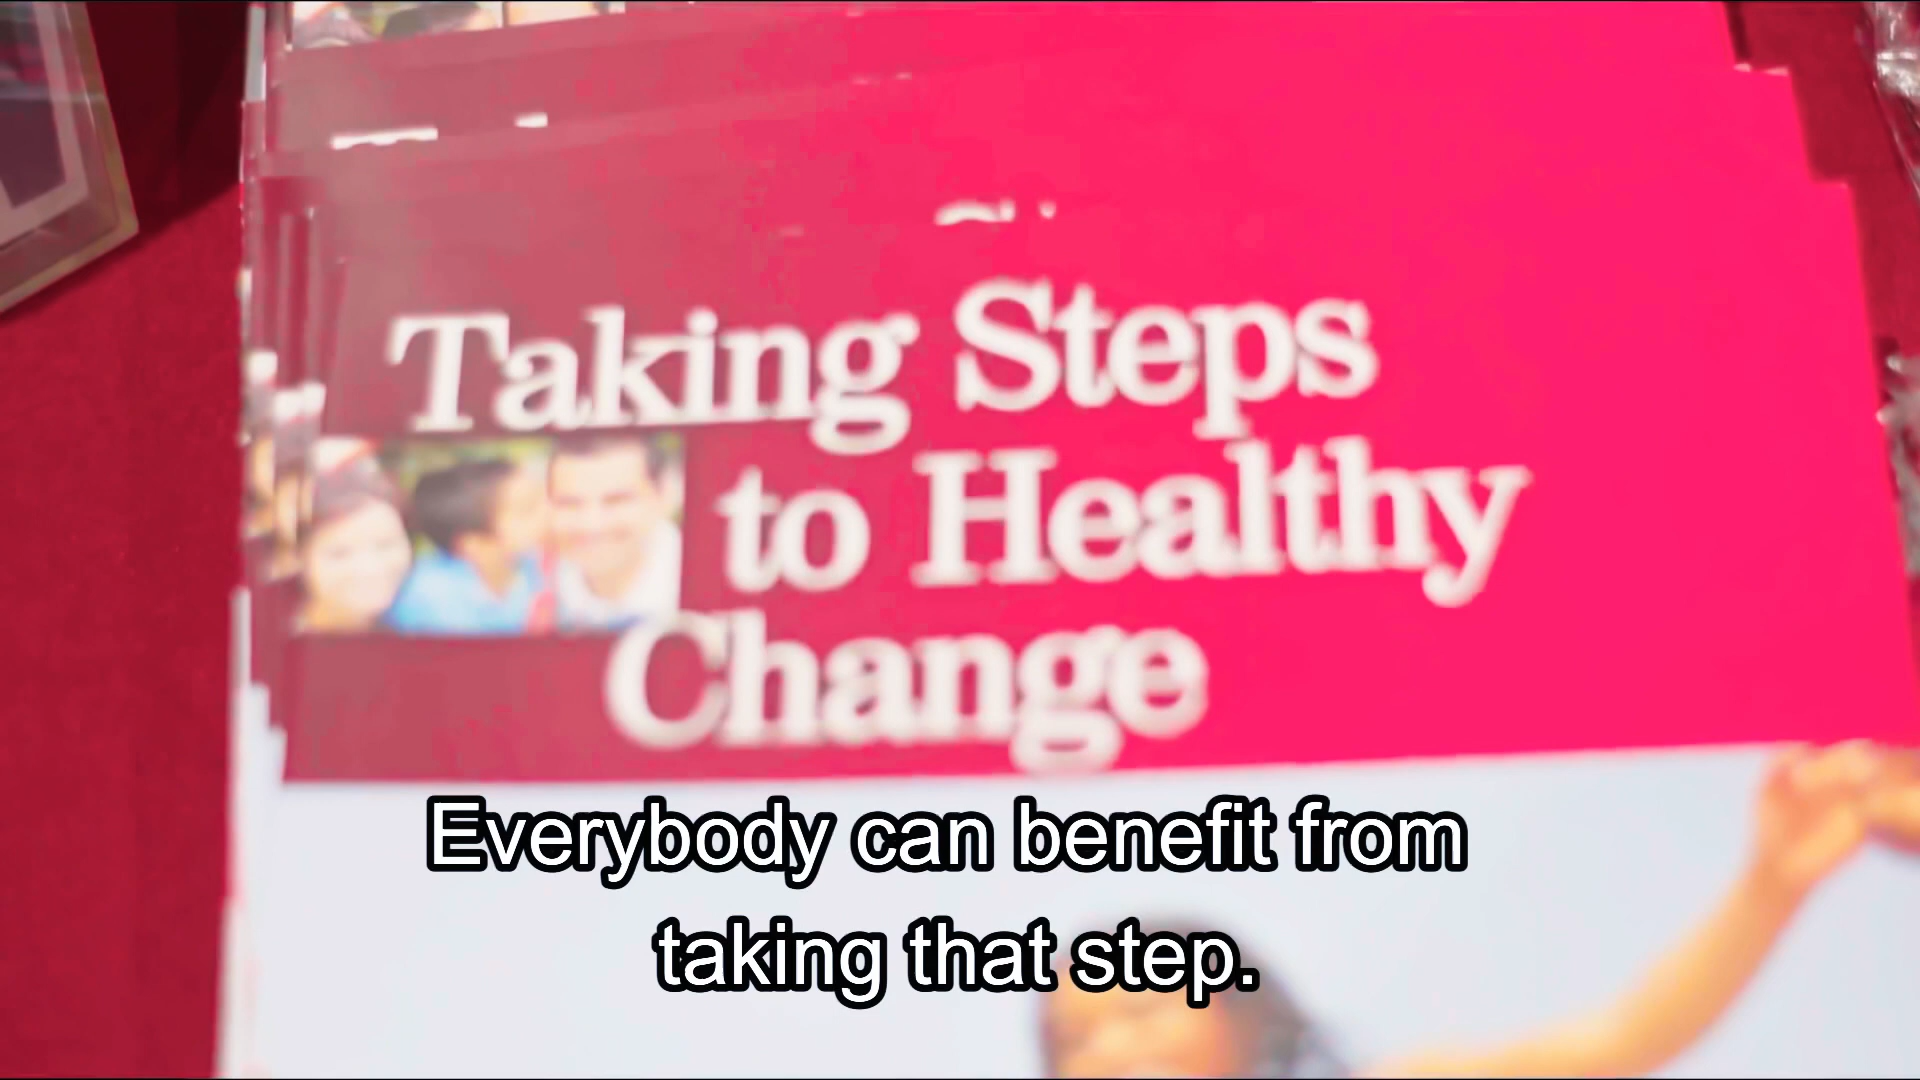 Taking Steps
to Healthy
Change
Everybody can benefit from
taking that step.